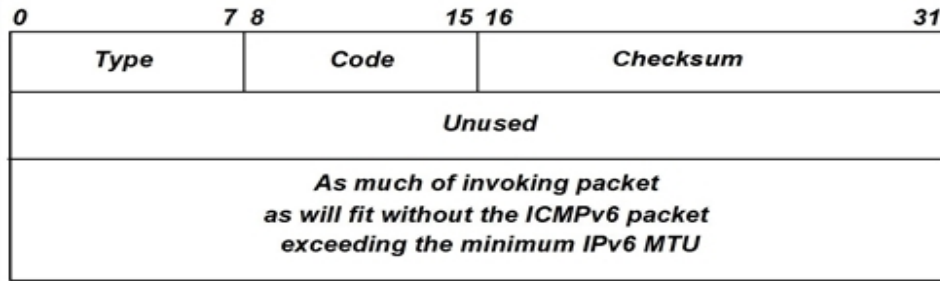 0 7 8 15 16 31
Type Code Checksum
Unused
As much of invoking packet
as will fit without the ICMPv6 packet
exceeding the minimum IPv6 MTU